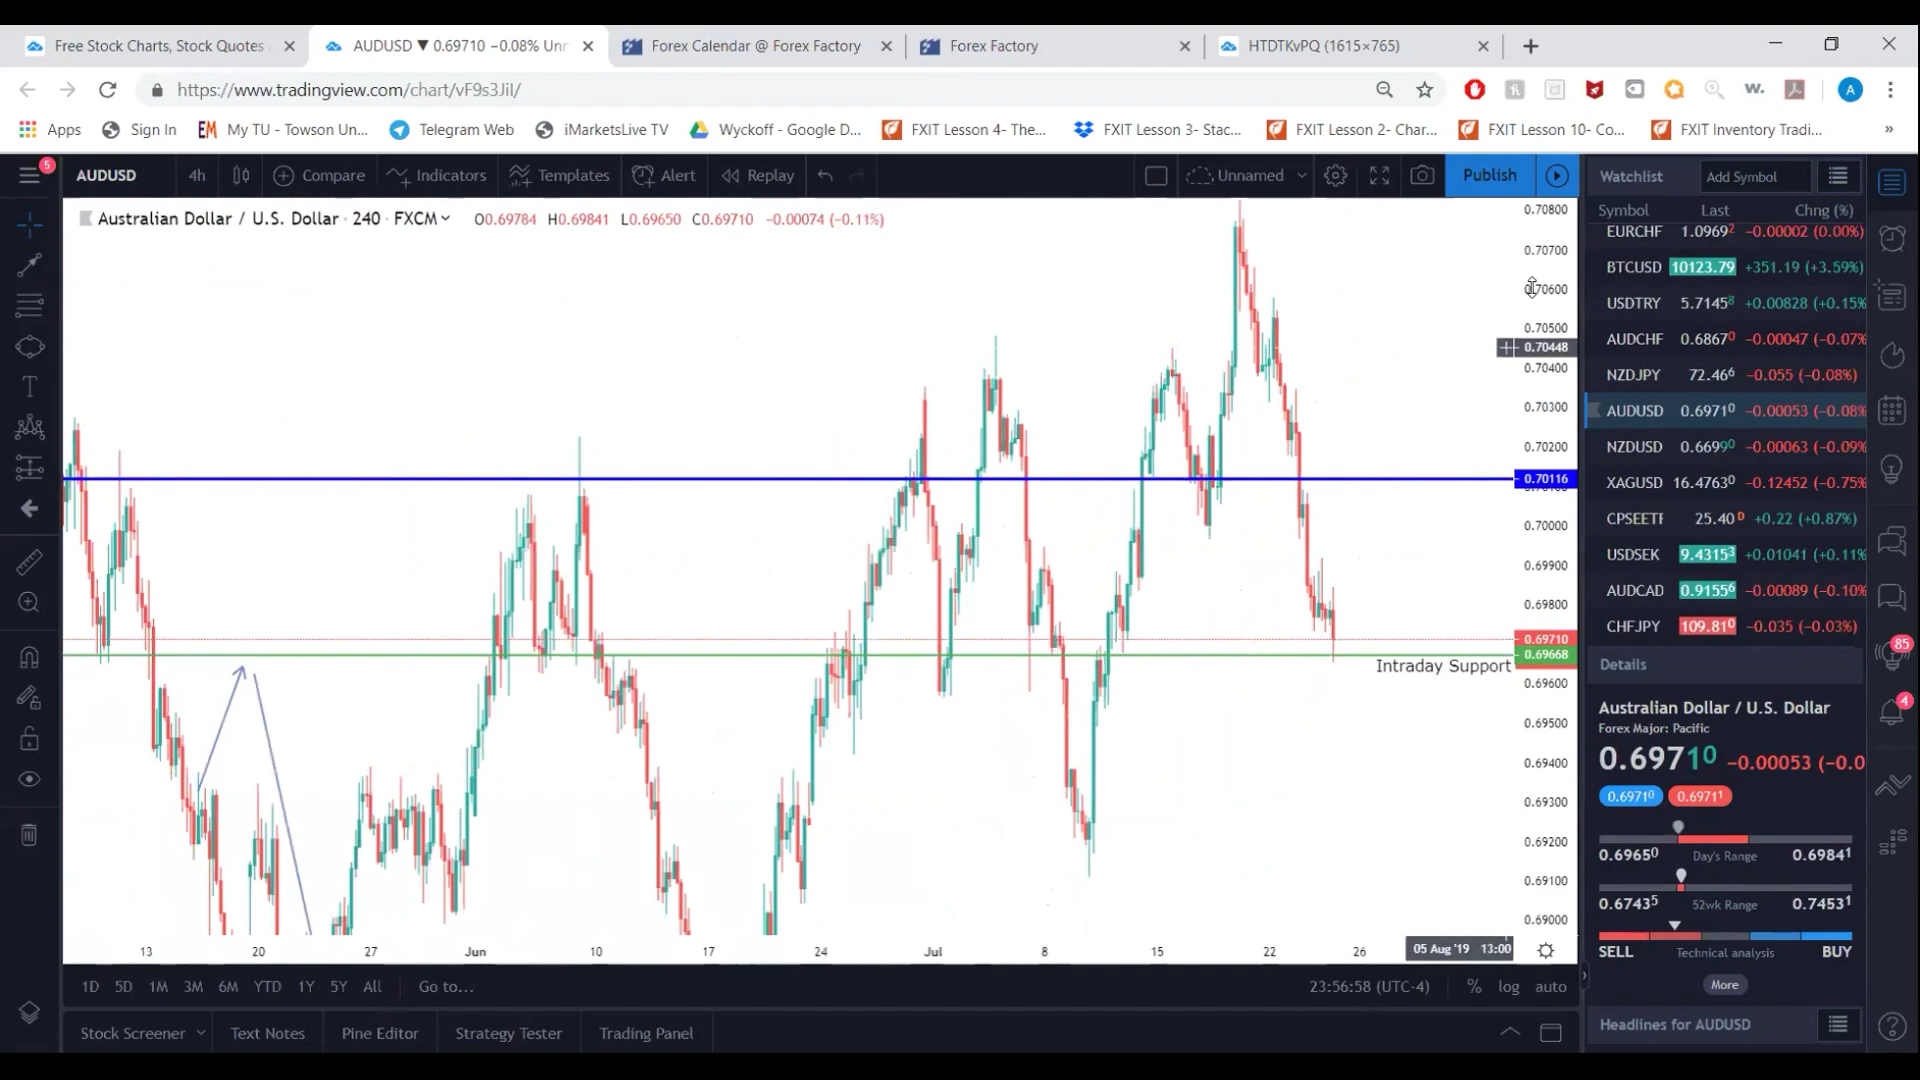 Free Stock Charts, Stock Quotes
AUDUSD ▼ 0.69710 −0.08% Unn
Forex Calendar @ Forex Factory
Forex Factory
HTDTKvPQ (1615×765)
https://www.tradingview.com/chart/vF9s3JiI/
w.
A
Apps
Sign In
EM My TU - Towson Un...
Telegram Web
iMarketsLive TV
Wyckoff - Google D...
FXIT Lesson 4- The...
FXIT Lesson 3- Stac...
FXIT Lesson 2- Char...
FXIT Lesson 10- Co...
FXIT Inventory Tradi...
»
5
AUDUSD
4h
Compare
Indicators
Templates
Alert
Replay
Unnamed
Publish
Watchlist
Add Symbol
Australian Dollar / U.S. Dollar · 240 · FXCM
O0.69784 H0.69841 L0.69650 C0.69710 −0.00074 (−0.11%)
Symbol Last Chng (%)
EURCHF 1.0969² −0.00002 (0.00%)
BTCUSD 10123.79 +351.19 (+3.59%)
USDTRY 5.7145⁸ +0.00828 (+0.15%
AUDCHF 0.6867⁰ −0.00047 (−0.07%
NZDJPY 72.46⁶ −0.055 (−0.08%)
AUDUSD 0.6971⁰ −0.00053 (−0.08%
NZDUSD 0.6699⁰ −0.00063 (−0.09%
XAGUSD 16.4763⁰ −0.12452 (−0.75%
CPSEETF 25.40 D +0.22 (+0.87%)
USDSEK 9.4315³ +0.01041 (+0.11%
AUDCAD 0.9155⁶ −0.00089 (−0.10%
CHFJPY 109.81⁰ −0.035 (−0.03%)
0.70800
0.70700
0.70600
0.70500
0.70448
0.70400
0.70300
0.70200
0.70116
0.70000
0.69900
0.69800
0.69710
0.69668
Intraday Support
0.69600
0.69500
0.69400
0.69300
0.69200
0.69100
0.69000
13 20 27 Jun 10 17 24 Jul 8 15 22 26
05 Aug '19 13:00
Details
Australian Dollar / U.S. Dollar
Forex Major: Pacific
0.6971⁰ −0.00053 (−0.0
0.6971⁰ 0.6971¹
0.6965⁰ Day's Range 0.6984¹
0.6743⁵ 52wk Range 0.7453¹
SELL Technical analysis BUY
More
Headlines for AUDUSD
85
4
1D 5D 1M 3M 6M YTD 1Y 5Y All Go to...
23:56:58 (UTC-4) % log auto
Stock Screener
Text Notes
Pine Editor
Strategy Tester
Trading Panel